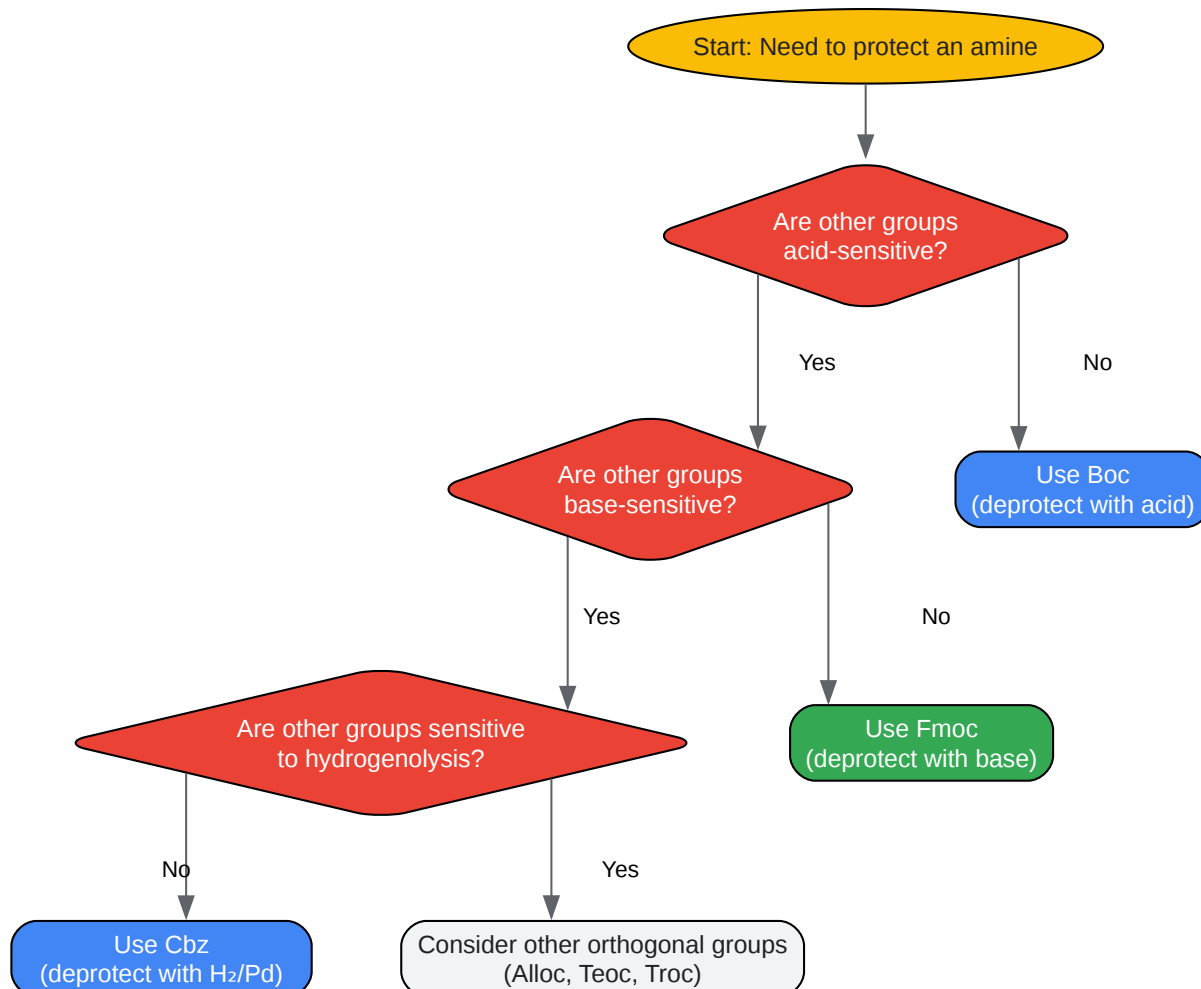 Start: Need to protect an amine
Are other groups
acid-sensitive?
Yes
No
Are other groups
base-sensitive?
Use Boc
(deprotect with acid)
Yes
No
Are other groups sensitive
to hydrogenolysis?
Use Fmoc
(deprotect with base)
No
Yes
Use Cbz
(deprotect with H₂/Pd)
Consider other orthogonal groups
(Alloc, Teoc, Troc)